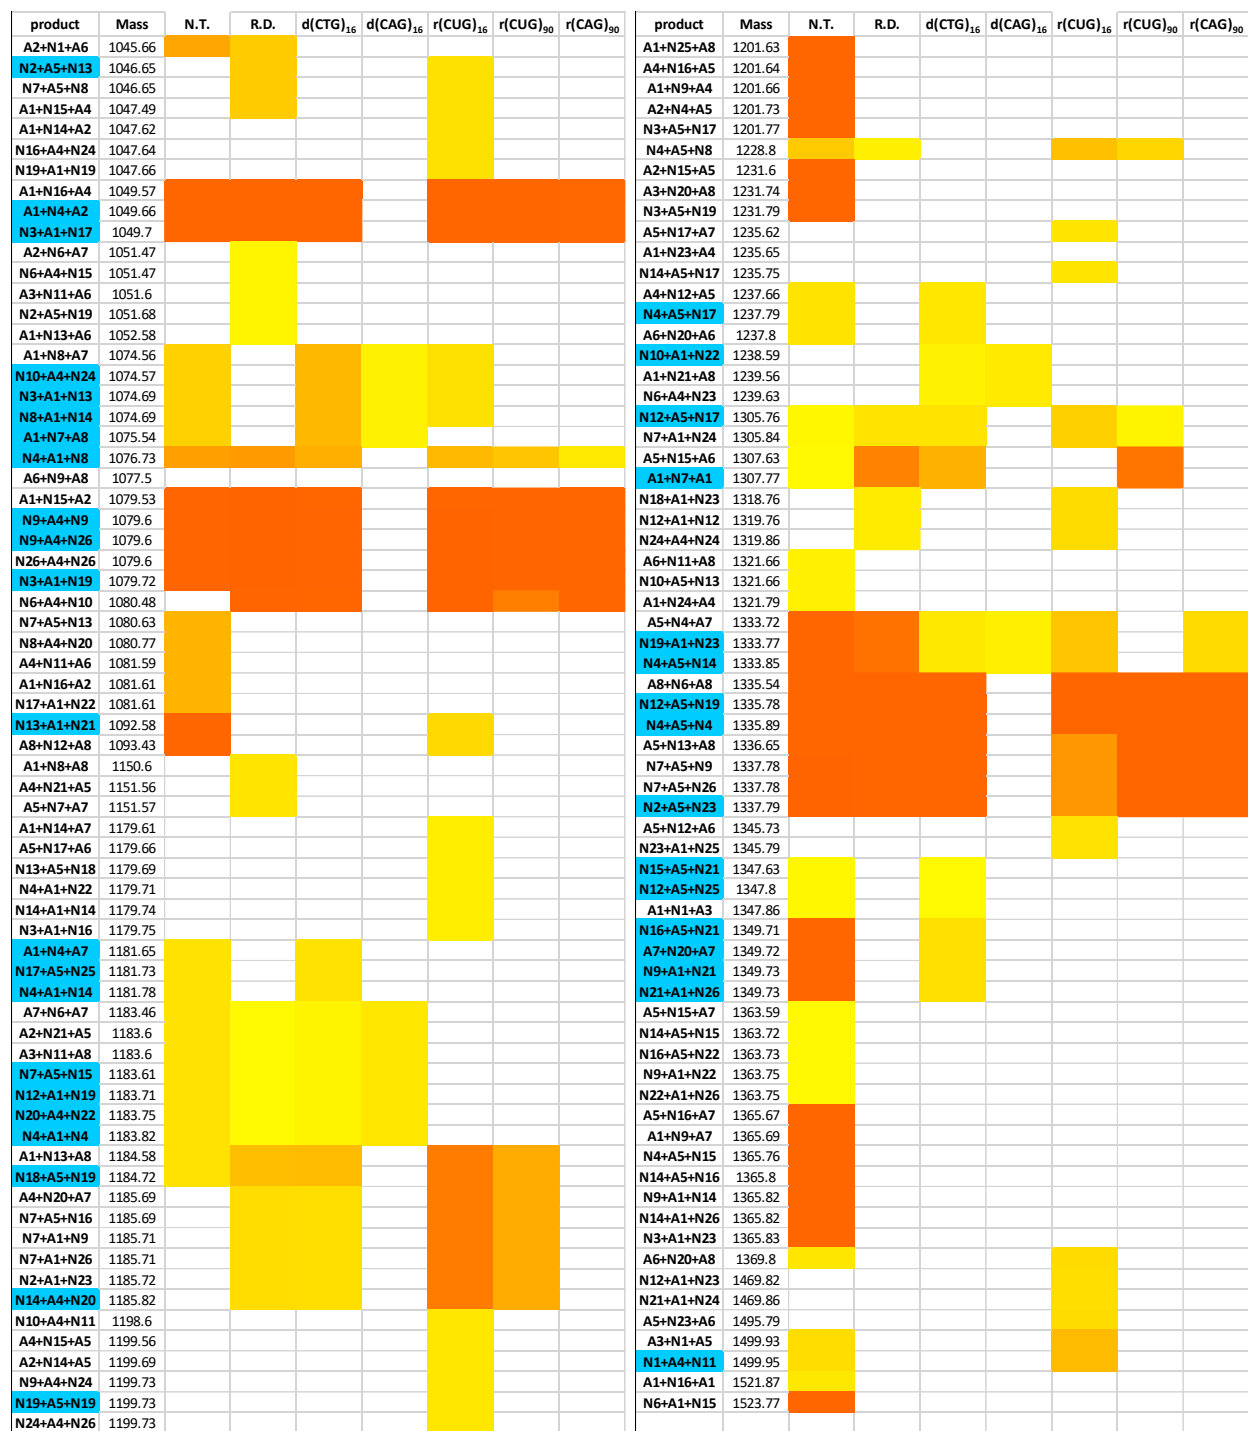 product Mass N.T. R.D. d(CTG)16 d(CAG)16 r(CUG)16 r(CUG)90 r(CAG)90
A2+N1+A6 1045.66
N2+A5+N13 1046.65
N7+A5+N8 1046.65
A1+N15+A4 1047.49
A1+N14+A2 1047.62
N16+A4+N24 1047.64
N19+A1+N19 1047.66
A1+N16+A4 1049.57
A1+N4+A2 1049.66
N3+A1+N17 1049.7
A2+N6+A7 1051.47
N6+A4+N15 1051.47
A3+N11+A6 1051.6
N2+A5+N19 1051.68
A1+N13+A6 1052.58
A1+N8+A7 1074.56
N10+A4+N24 1074.57
N3+A1+N13 1074.69
N8+A1+N14 1074.69
A1+N7+A8 1075.54
N4+A1+N8 1076.73
A6+N9+A8 1077.5
A1+N15+A2 1079.53
N9+A4+N9 1079.6
N9+A4+N26 1079.6
N26+A4+N26 1079.6
N3+A1+N19 1079.72
N6+A4+N10 1080.48
N7+A5+N13 1080.63
N8+A4+N20 1080.77
A4+N11+A6 1081.59
A1+N16+A2 1081.61
N17+A1+N22 1081.61
N13+A1+N21 1092.58
A8+N12+A8 1093.43
A1+N8+A8 1150.6
A4+N21+A5 1151.56
A5+N7+A7 1151.57
A1+N14+A7 1179.61
A5+N17+A6 1179.66
N13+A5+N18 1179.69
N4+A1+N22 1179.71
N14+A1+N14 1179.74
N3+A1+N16 1179.75
A1+N4+A7 1181.65
N17+A5+N25 1181.73
N4+A1+N14 1181.78
A7+N6+A7 1183.46
A2+N21+A5 1183.6
A3+N11+A8 1183.6
N7+A5+N15 1183.61
N12+A1+N19 1183.71
N20+A4+N22 1183.75
N4+A1+N4 1183.82
A1+N13+A8 1184.58
N18+A5+N19 1184.72
A4+N20+A7 1185.69
N7+A5+N16 1185.69
N7+A1+N9 1185.71
N7+A1+N26 1185.71
N2+A1+N23 1185.72
N14+A4+N20 1185.82
N10+A4+N11 1198.6
A4+N15+A5 1199.56
A2+N14+A5 1199.69
N9+A4+N24 1199.73
N19+A5+N19 1199.73
N24+A4+N26 1199.73
product Mass N.T. R.D. d(CTG)16 d(CAG)16 r(CUG)16 r(CUG)90 r(CAG)90
A1+N25+A8 1201.63
A4+N16+A5 1201.64
A1+N9+A4 1201.66
A2+N4+A5 1201.73
N3+A5+N17 1201.77
N4+A5+N8 1228.8
A2+N15+A5 1231.6
A3+N20+A8 1231.74
N3+A5+N19 1231.79
A5+N17+A7 1235.62
A1+N23+A4 1235.65
N14+A5+N17 1235.75
A4+N12+A5 1237.66
N4+A5+N17 1237.79
A6+N20+A6 1237.8
N10+A1+N22 1238.59
A1+N21+A8 1239.56
N6+A4+N23 1239.63
N12+A5+N17 1305.76
N7+A1+N24 1305.84
A5+N15+A6 1307.63
A1+N7+A1 1307.77
N18+A1+N23 1318.76
N12+A1+N12 1319.76
N24+A4+N24 1319.86
A6+N11+A8 1321.66
N10+A5+N13 1321.66
A1+N24+A4 1321.79
A5+N4+A7 1333.72
N19+A1+N23 1333.77
N4+A5+N14 1333.85
A8+N6+A8 1335.54
N12+A5+N19 1335.78
N4+A5+N4 1335.89
A5+N13+A8 1336.65
N7+A5+N9 1337.78
N7+A5+N26 1337.78
N2+A5+N23 1337.79
A5+N12+A6 1345.73
N23+A1+N25 1345.79
N15+A5+N21 1347.63
N12+A5+N25 1347.8
A1+N1+A3 1347.86
N16+A5+N21 1349.71
A7+N20+A7 1349.72
N9+A1+N21 1349.73
N21+A1+N26 1349.73
A5+N15+A7 1363.59
N14+A5+N15 1363.72
N16+A5+N22 1363.73
N9+A1+N22 1363.75
N22+A1+N26 1363.75
A5+N16+A7 1365.67
A1+N9+A7 1365.69
N4+A5+N15 1365.76
N14+A5+N16 1365.8
N9+A1+N14 1365.82
N14+A1+N26 1365.82
N3+A1+N23 1365.83
A6+N20+A8 1369.8
N12+A1+N23 1469.82
N21+A1+N24 1469.86
A5+N23+A6 1495.79
A3+N1+A5 1499.93
N1+A4+N11 1499.95
A1+N16+A1 1521.87
N6+A1+N15 1523.77